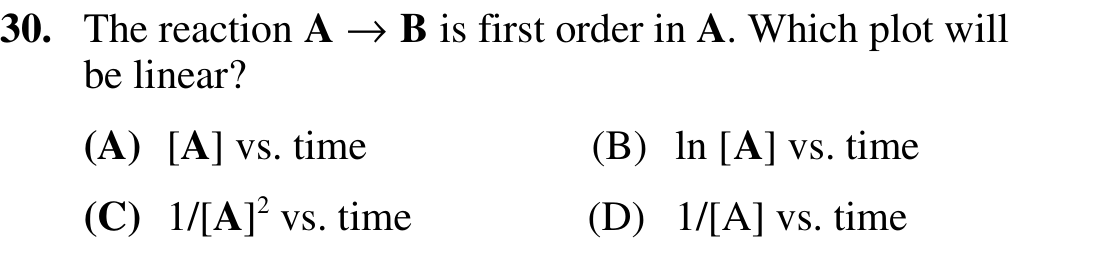 30. The reaction A → B is first order in A. Which plot will
be linear?
(A) [A] vs. time (B) ln [A] vs. time
(C) 1/[A]² vs. time (D) 1/[A] vs. time